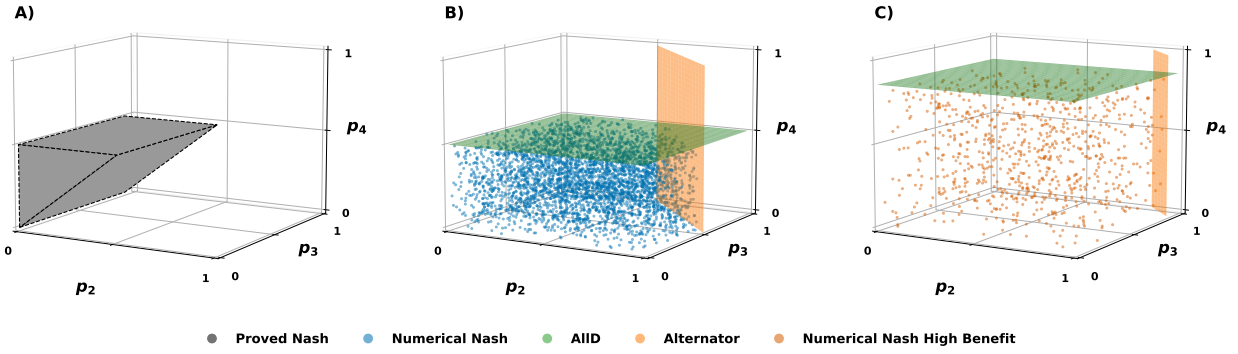 A)
B)
C)
1
1
1
p4
p4
p4
0
0
0
1
1
1
p3
p3
p3
0
0
0
1
0
1
0
1
0
p2
p2
p2
Proved Nash
Numerical Nash
AllD
Alternator
Numerical Nash High Benefit